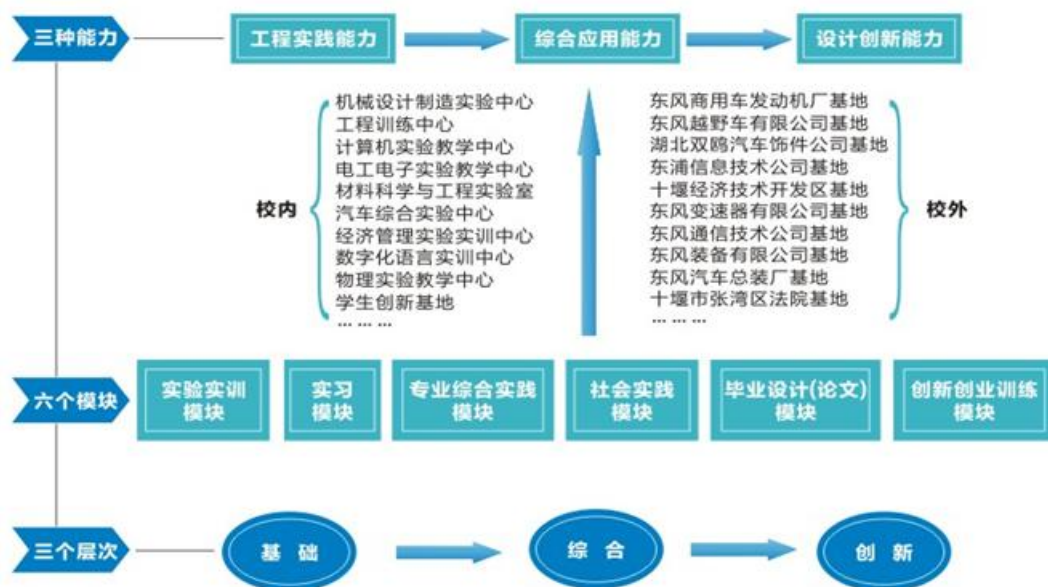 三种能力
工程实践能力
综合应用能力
设计创新能力
校内
机械设计制造实验中心
工程训练中心
计算机实验教学中心
电工电子实验教学中心
材料科学与工程实验室
汽车综合实验中心
经济管理实验实训中心
数字化语言实训中心
物理实验教学中心
学生创新基地
… … …
东风商用车发动机厂基地
东风越野车有限公司基地
湖北双鸥汽车饰件公司基地
东浦信息技术公司基地
十堰经济技术开发区基地
东风变速器有限公司基地
东风通信技术公司基地
东风装备有限公司基地
东风汽车总装厂基地
十堰市张湾区法院基地
… … …
校外
六个模块
实验实训
模块
实习
模块
专业综合实践
模块
社会实践
模块
毕业设计(论文)
模块
创新创业训练
模块
三个层次
基 础
综 合
创 新